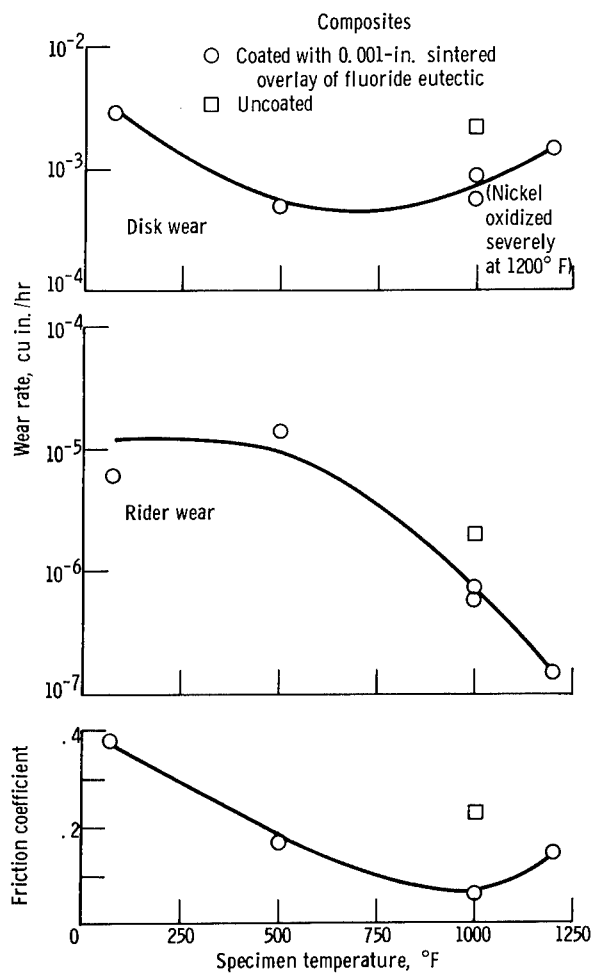 Composites
Coated with 0.001-in. sintered
overlay of fluoride eutectic
Uncoated
10-2
10-3
10-4
Disk wear
(Nickel
oxidized
severely
at 1200° F)
Wear rate, cu in./hr
10-4
10-5
10-6
10-7
Rider wear
Friction coefficient
.4
.2
0
250
500
750
1000
1250
Specimen temperature, °F